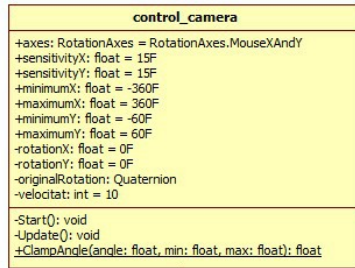 control_camera
+axes: RotationAxes = RotationAxes.MouseXAndY
+sensitivityX: float = 15F
+sensitivityY: float = 15F
+minimumX: float = -360F
+maximumX: float = 360F
+minimumY: float = -60F
+maximumY: float = 60F
-rotationX: float = 0F
-rotationY: float = 0F
-originalRotation: Quaternion
-velocitat: int = 10
-Start(): void
-Update(): void
+ClampAngle(angle: float, min: float, max: float): float